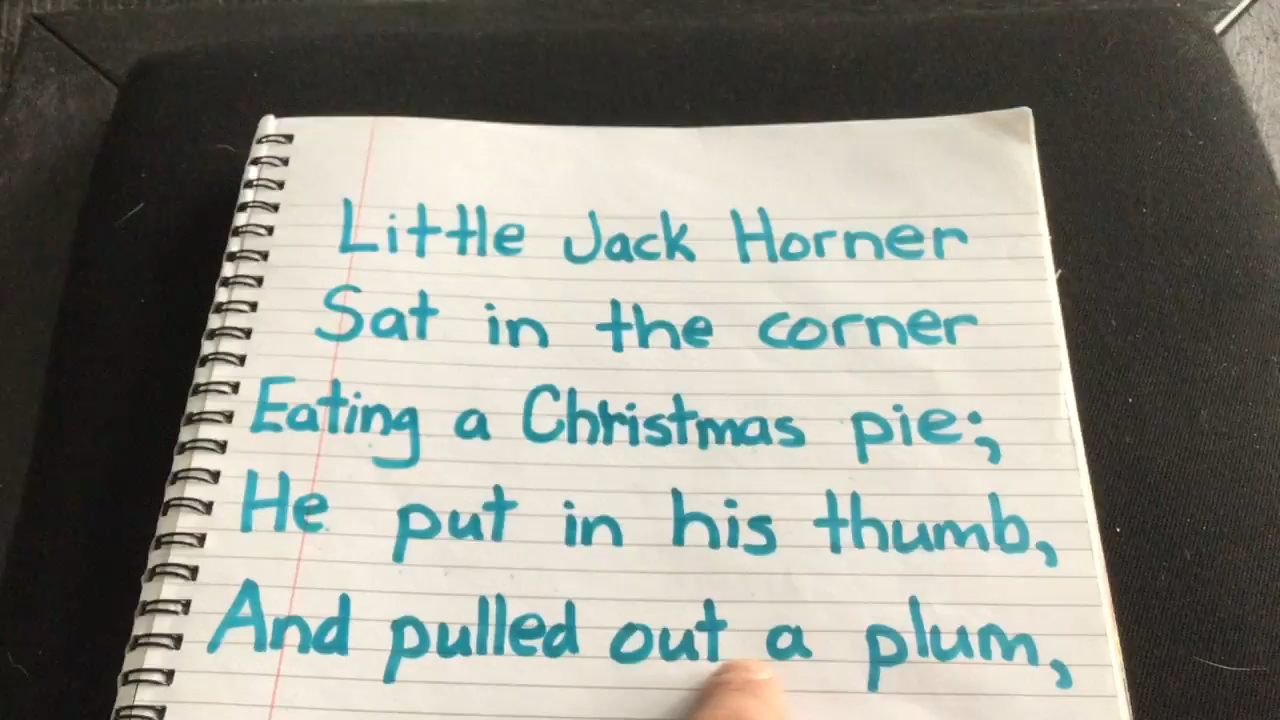 Little Jack Horner
Sat in the corner
Eating a Christmas pie;
He put in his thumb,
And pulled out a plum,